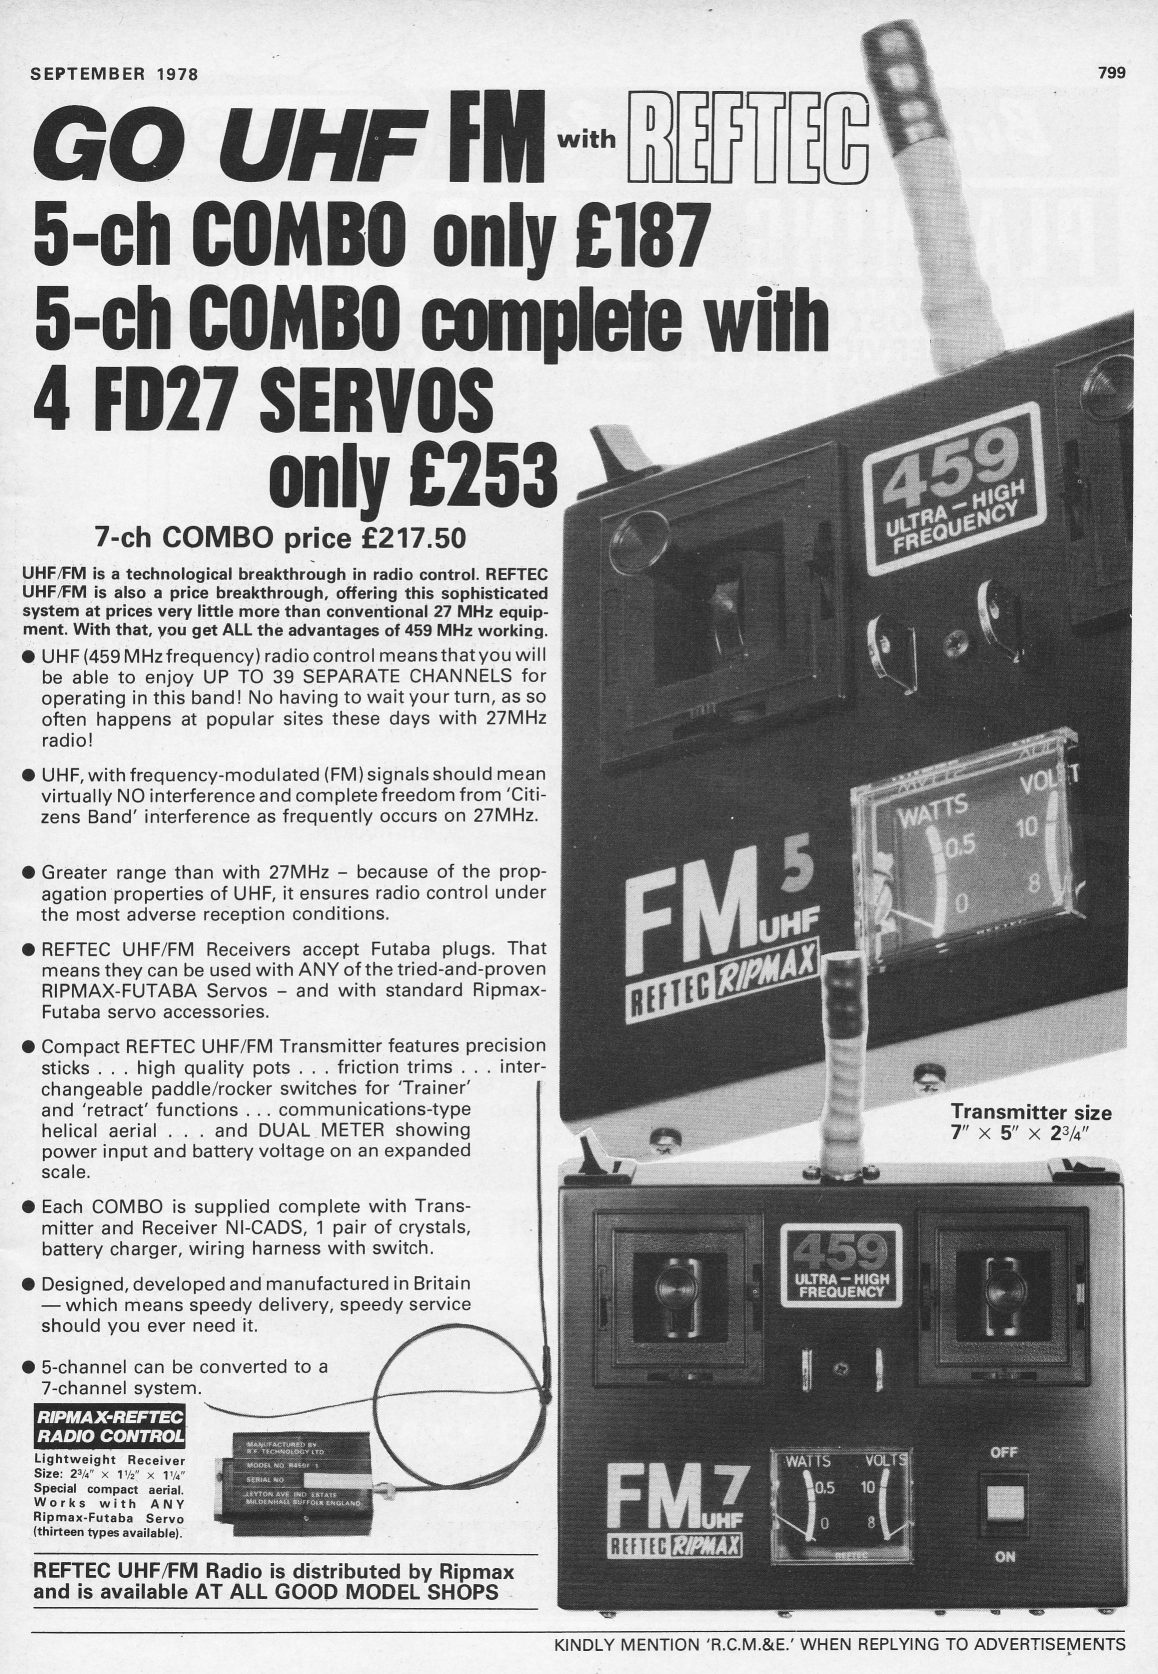 SEPTEMBER 1978
799
GO UHF FM with REFTEC
5-ch COMBO only £187
5-ch COMBO complete with
4 FD27 SERVOS
only £253
7-ch COMBO price £217.50
UHF/FM is a technological breakthrough in radio control. REFTEC
UHF/FM is also a price breakthrough, offering this sophisticated
system at prices very little more than conventional 27 MHz equip-
ment. With that, you get ALL the advantages of 459 MHz working.
● UHF (459 MHz frequency) radio control means that you will
be able to enjoy UP TO 39 SEPARATE CHANNELS for
operating in this band! No having to wait your turn, as so
often happens at popular sites these days with 27MHz
radio!
● UHF, with frequency-modulated (FM) signals should mean
virtually NO interference and complete freedom from ‘Citi-
zens Band’ interference as frequently occurs on 27MHz.
● Greater range than with 27MHz – because of the prop-
agation properties of UHF, it ensures radio control under
the most adverse reception conditions.
● REFTEC UHF/FM Receivers accept Futaba plugs. That
means they can be used with ANY of the tried-and-proven
RIPMAX-FUTABA Servos – and with standard Ripmax-
Futaba servo accessories.
● Compact REFTEC UHF/FM Transmitter features precision
sticks . . . high quality pots . . . friction trims . . . inter-
changeable paddle/rocker switches for ‘Trainer’
and ‘retract’ functions . . . communications-type
helical aerial . . . and DUAL METER showing
power input and battery voltage on an expanded
scale.
● Each COMBO is supplied complete with Trans-
mitter and Receiver NI-CADS, 1 pair of crystals,
battery charger, wiring harness with switch.
● Designed, developed and manufactured in Britain
— which means speedy delivery, speedy service
should you ever need it.
● 5-channel can be converted to a
7-channel system.
RIPMAX-REFTEC
RADIO CONTROL
Lightweight Receiver
Size: 2¾″ × 1½″ × 1¼″
Special compact aerial.
Works with ANY
Ripmax-Futaba Servo
(thirteen types available).
MANUFACTURED BY
R.F. TECHNOLOGY LTD
MODEL NO R4597 1
SERIAL NO
LEYTON AVE IND ESTATE
MILDENHALL SUFFOLK ENGLAND
REFTEC UHF/FM Radio is distributed by Ripmax
and is available AT ALL GOOD MODEL SHOPS
459
ULTRA – HIGH
FREQUENCY
WATTS VOLTS
0.5 10
0 8
REFTEC
FM 5
UHF
REFTEC RIPMAX
Transmitter size
7″ × 5″ × 2¾″
459
ULTRA – HIGH
FREQUENCY
FM 7
UHF
REFTEC RIPMAX
WATTS VOLTS
0.5 10
0 8
REFTEC
OFF
ON
KINDLY MENTION ‘R.C.M.&E.’ WHEN REPLYING TO ADVERTISEMENTS